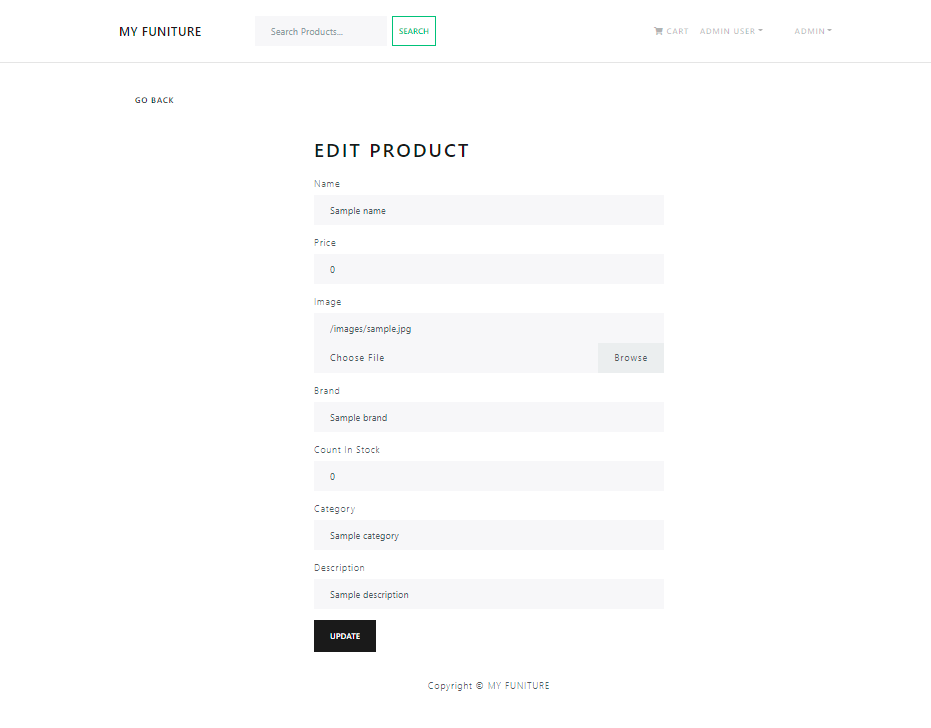 MY FUNITURE
Search Products...
SEARCH
CART
ADMIN USER
ADMIN
GO BACK
EDIT PRODUCT
Name
Sample name
Price
0
Image
/images/sample.jpg
Choose File
Browse
Brand
Sample brand
Count In Stock
0
Category
Sample category
Description
Sample description
UPDATE
Copyright © MY FUNITURE